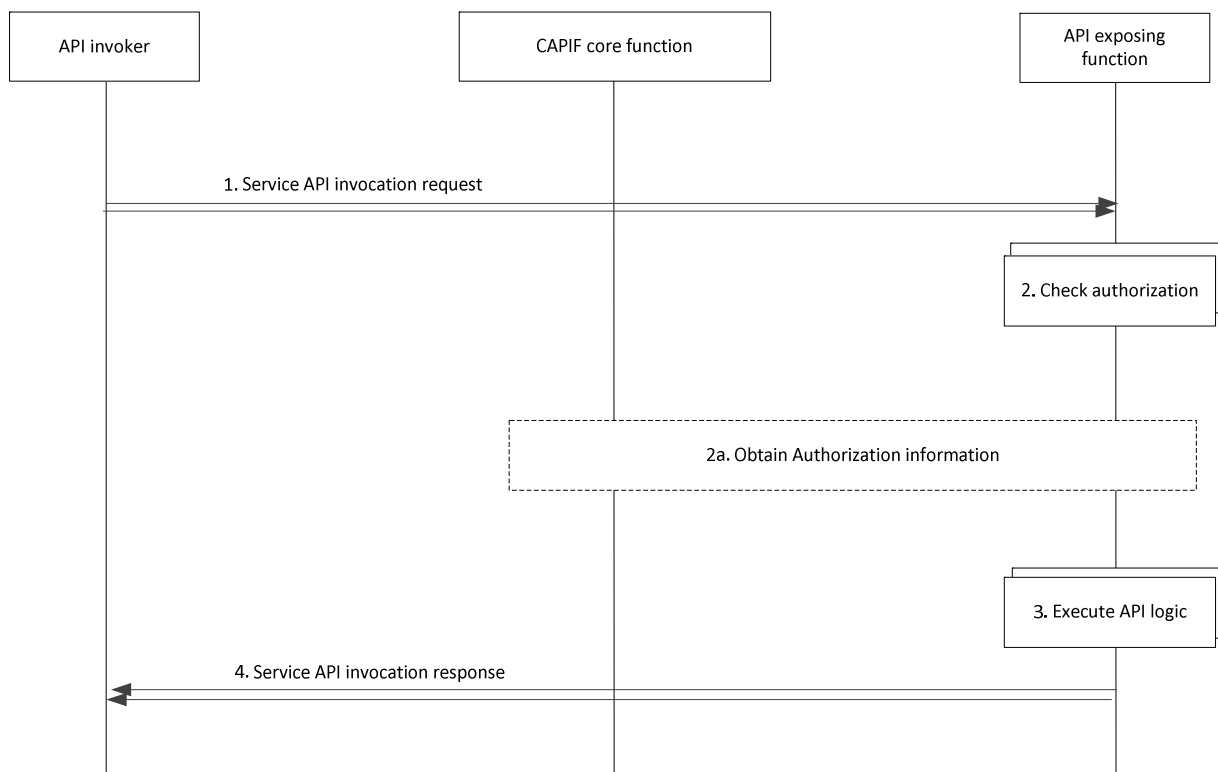 API invoker
CAPIF core function
API exposing
function
1. Service API invocation request
2. Check authorization
2a. Obtain Authorization information
3. Execute API logic
4. Service API invocation response